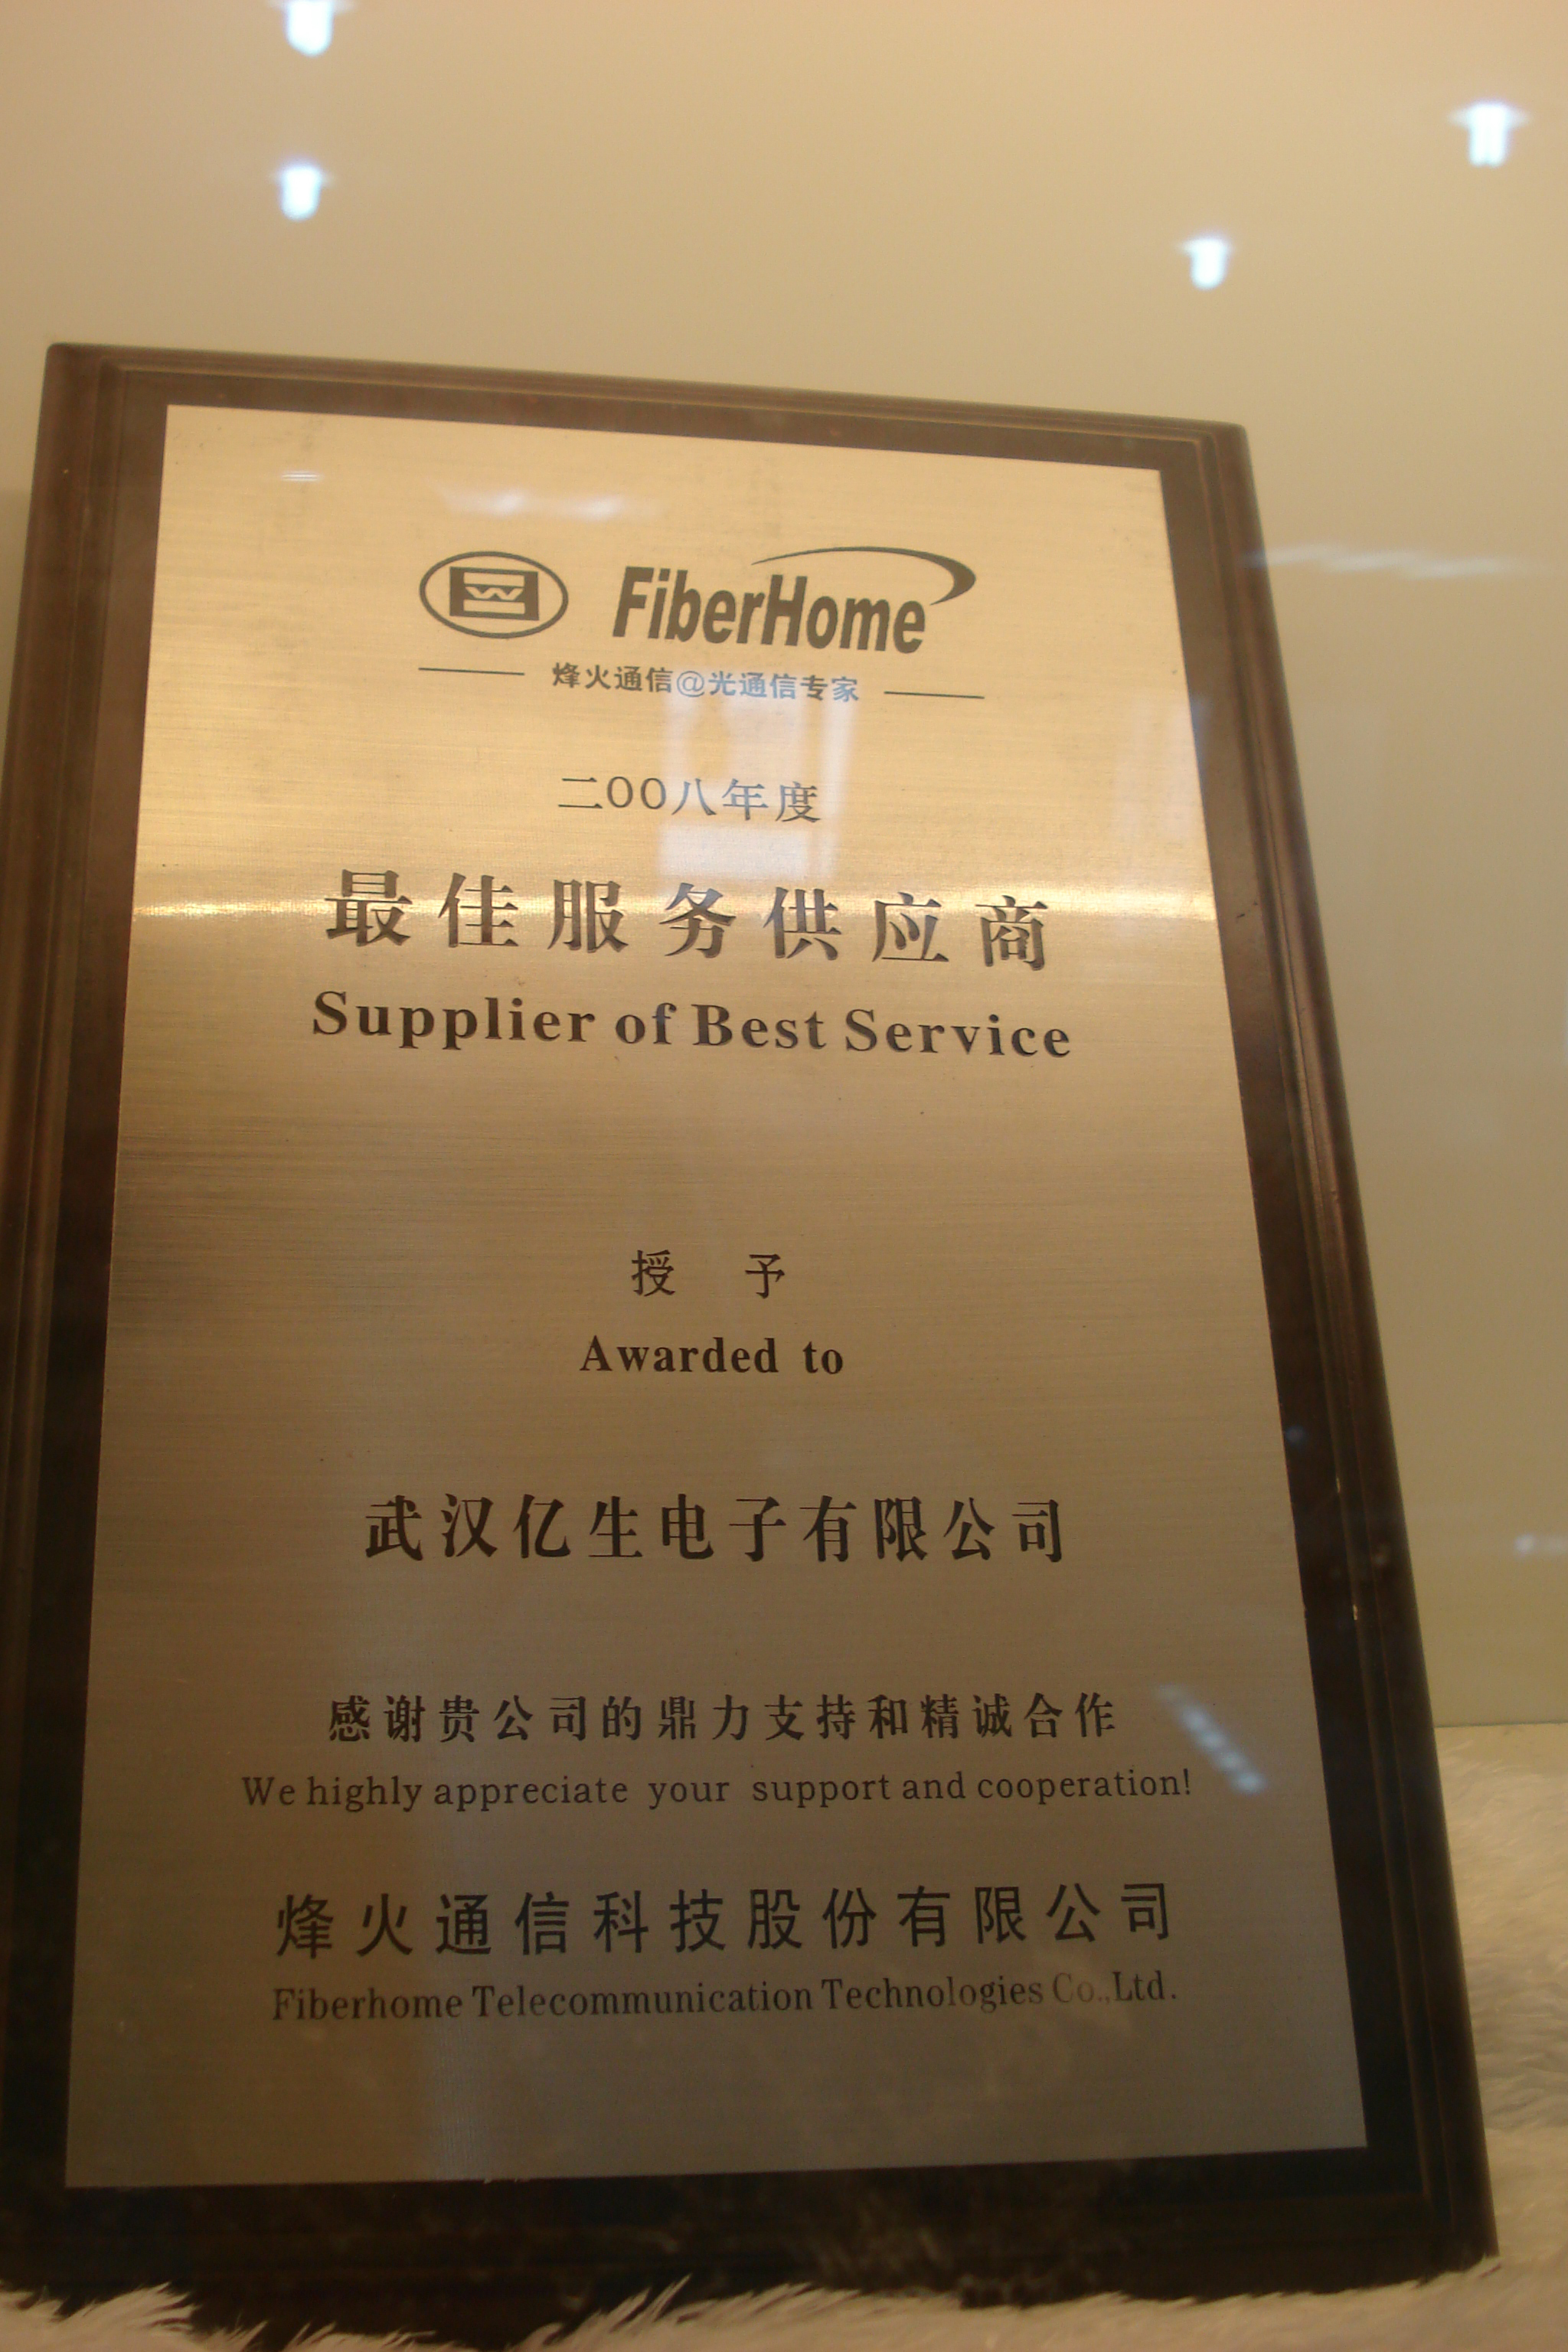 FiberHome
烽火通信@光通信专家
二〇〇八年度
最佳服务供应商
Supplier of Best Service
授 予
Awarded to
武汉亿生电子有限公司
感谢贵公司的鼎力支持和精诚合作
We highly appreciate your support and cooperation!
烽火通信科技股份有限公司
Fiberhome Telecommunication Technologies Co.,Ltd.